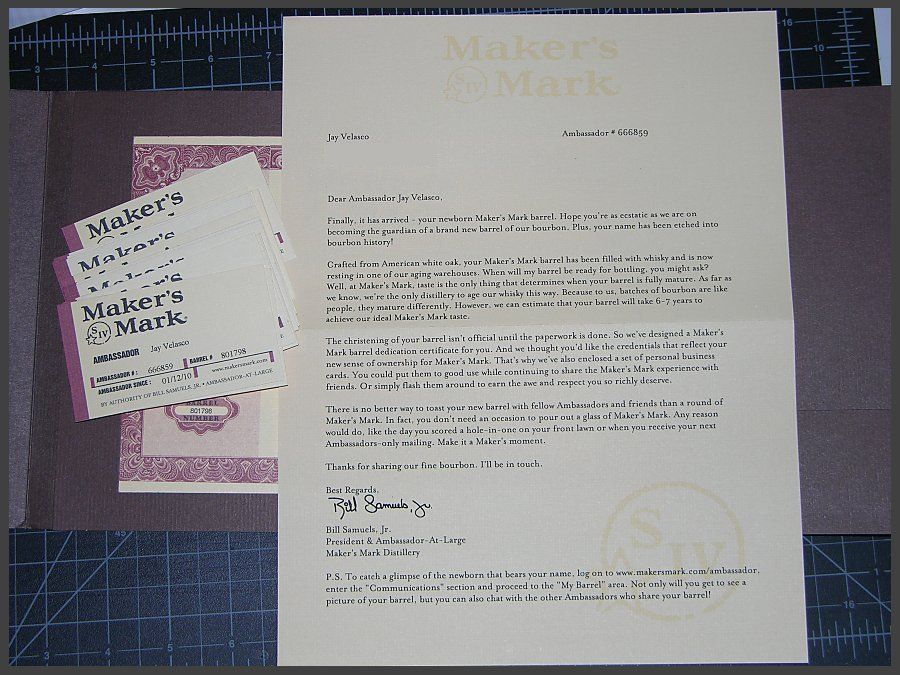 Maker's
Mark
S IV
Jay Velasco
Ambassador # 666859
Dear Ambassador Jay Velasco,
Finally, it has arrived - your newborn Maker's Mark barrel. Hope you're as ecstatic as we are on
becoming the guardian of a brand new barrel of our bourbon. Plus, your name has been etched into
bourbon history!
Crafted from American white oak, your Maker's Mark barrel has been filled with whisky and is now
resting in one of our aging warehouses. When will my barrel be ready for bottling, you might ask?
Well, at Maker's Mark, taste is the only thing that determines when your barrel is fully mature. As far as
we know, we're the only distillery to age our whisky this way. Because to us, batches of bourbon are like
people, they mature differently. However, we can estimate that your barrel will take 6-7 years to
achieve our ideal Maker's Mark taste.
The christening of your barrel isn't official until the paperwork is done. So we've designed a Maker's
Mark barrel dedication certificate for you. And we thought you'd like the credentials that reflect your
new sense of ownership for Maker's Mark. That's why we've also enclosed a set of personal business
cards. You could put them to good use while continuing to share the Maker's Mark experience with
friends. Or simply flash them around to earn the awe and respect you so richly deserve.
There is no better way to toast your new barrel with fellow Ambassadors and friends than a round of
Maker's Mark. In fact, you don't need an occasion to pour out a glass of Maker's Mark. Any reason
would do, like the day you scored a hole-in-one on your front lawn or when you receive your next
Ambassadors-only mailing. Make it a Maker's moment.
Thanks for sharing our fine bourbon. I'll be in touch.
Best Regards,
Bill Samuels, Jr.
Bill Samuels, Jr.
President & Ambassador-At-Large
Maker's Mark Distillery
P.S. To catch a glimpse of the newborn that bears your name, log on to www.makersmark.com/ambassador,
enter the "Communications" section and proceed to the "My Barrel" area. Not only will you get to see a
picture of your barrel, but you can also chat with the other Ambassadors who share your barrel!
S IV
Maker's
Maker's
Maker's
Maker's
S IV Mark
AMBASSADOR Jay Velasco
AMBASSADOR #: 666859 BARREL # 801798
AMBASSADOR SINCE: 01/12/10 www.makersmark.com
BY AUTHORITY OF BILL SAMUELS, JR. • AMBASSADOR-AT-LARGE
BARREL
801798
NUMBER
3
4
5
6
7
10
3
4
5
6
16